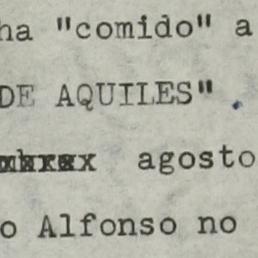 ha "comido" a
DE AQUILES" .
agosto
o Alfonso no